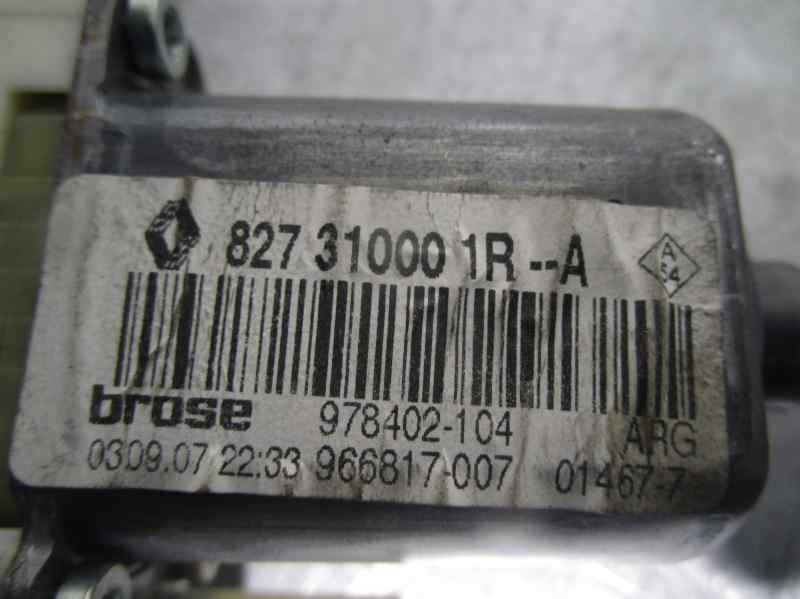 827 31000 1R --A
A
54
brose
978402-104
ARG
0309.07 22:33 966817-007
01467-7